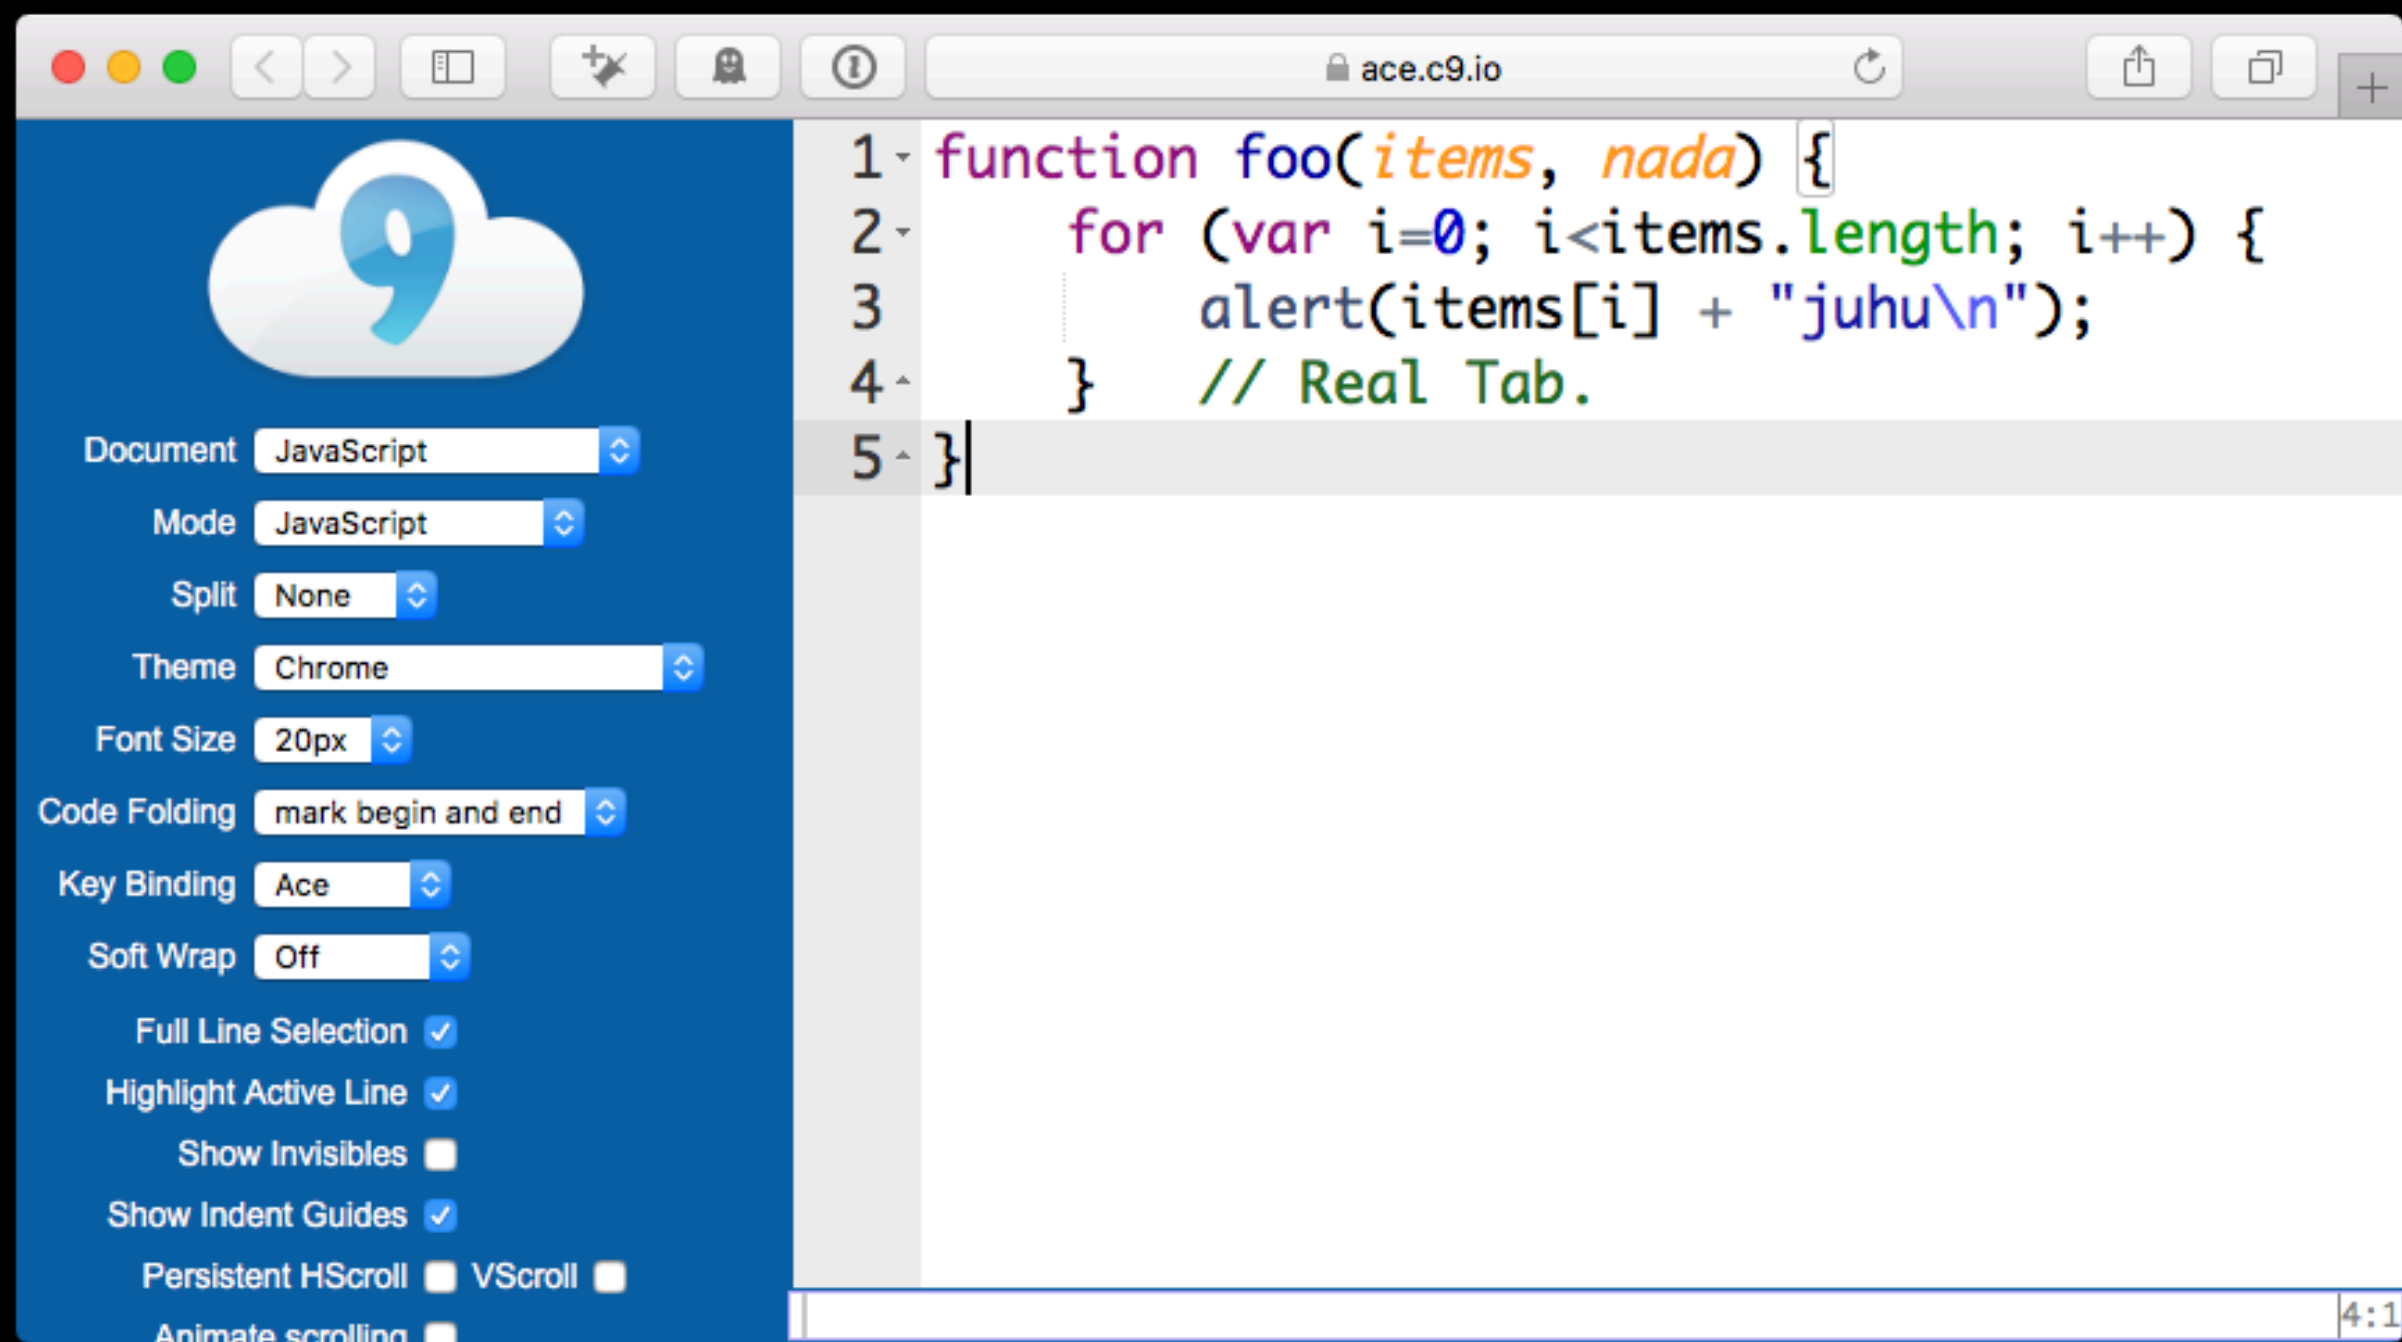 ace.c9.io
9
Document JavaScript
Mode JavaScript
Split None
Theme Chrome
Font Size 20px
Code Folding mark begin and end
Key Binding Ace
Soft Wrap Off
Full Line Selection
Highlight Active Line
Show Invisibles
Show Indent Guides
Persistent HScroll VScroll
Animate scrolling
1 function foo(items, nada) {
2     for (var i=0; i<items.length; i++) {
3         alert(items[i] + "juhu\n");
4     }   // Real Tab.
5 }
4:1